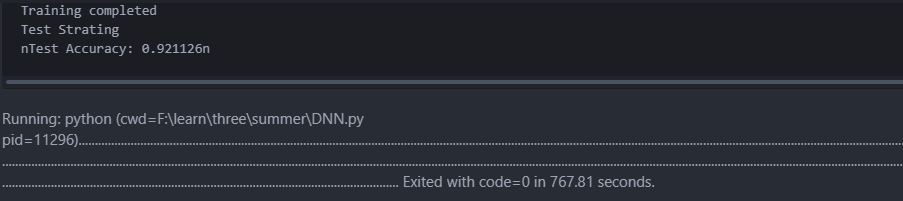 Training completed
Test Strating
nTest Accuracy: 0.921126n
Running: python (cwd=F:\learn\three\summer\DNN.py
pid=11296)........................................................................................................................................................................................................................................................
........................................................................................................................................................................................................................................................................................
......................................................................................................................... Exited with code=0 in 767.81 seconds.